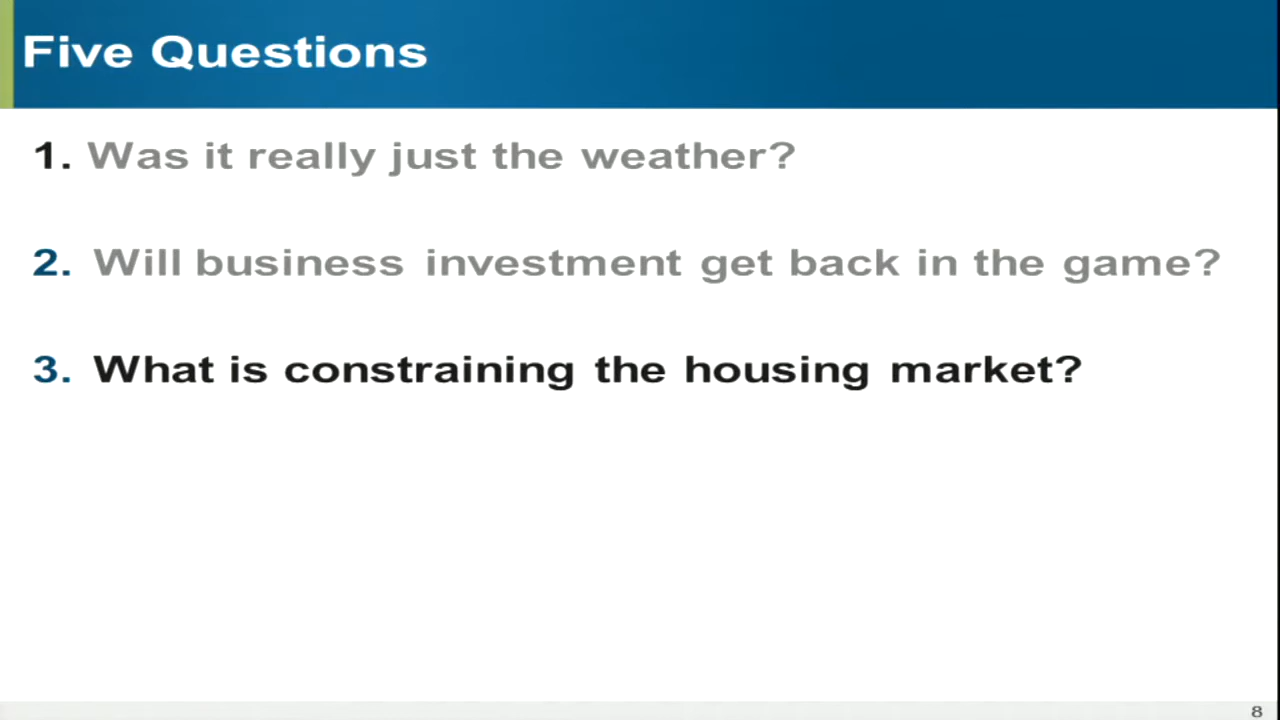 Five Questions
1. Was it really just the weather?
2. Will business investment get back in the game?
3. What is constraining the housing market?
8